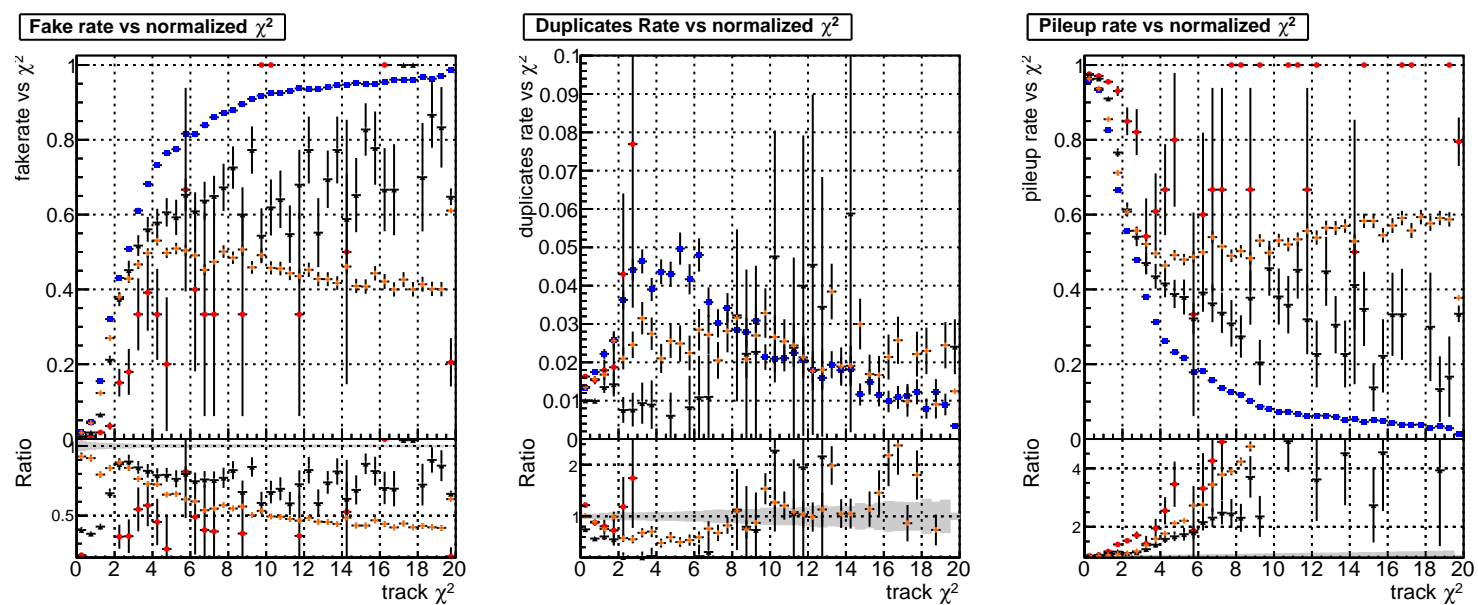 Fake rate vs normalized χ²
fakerate vs χ²
1
0.8
0.6
0.4
0.2
0
Ratio
0.5
0 2 4 6 8 10 12 14 16 18 20
track χ²
Duplicates Rate vs normalized χ²
duplicates rate vs χ²
0.1
0.09
0.08
0.07
0.06
0.05
0.04
0.03
0.02
0.01
0
Ratio
2
1
0 2 4 6 8 10 12 14 16 18 20
track χ²
Pileup rate vs normalized χ²
pileup rate vs χ²
1
0.8
0.6
0.4
0.2
0
Ratio
4
2
0 2 4 6 8 10 12 14 16 18 20
track χ²